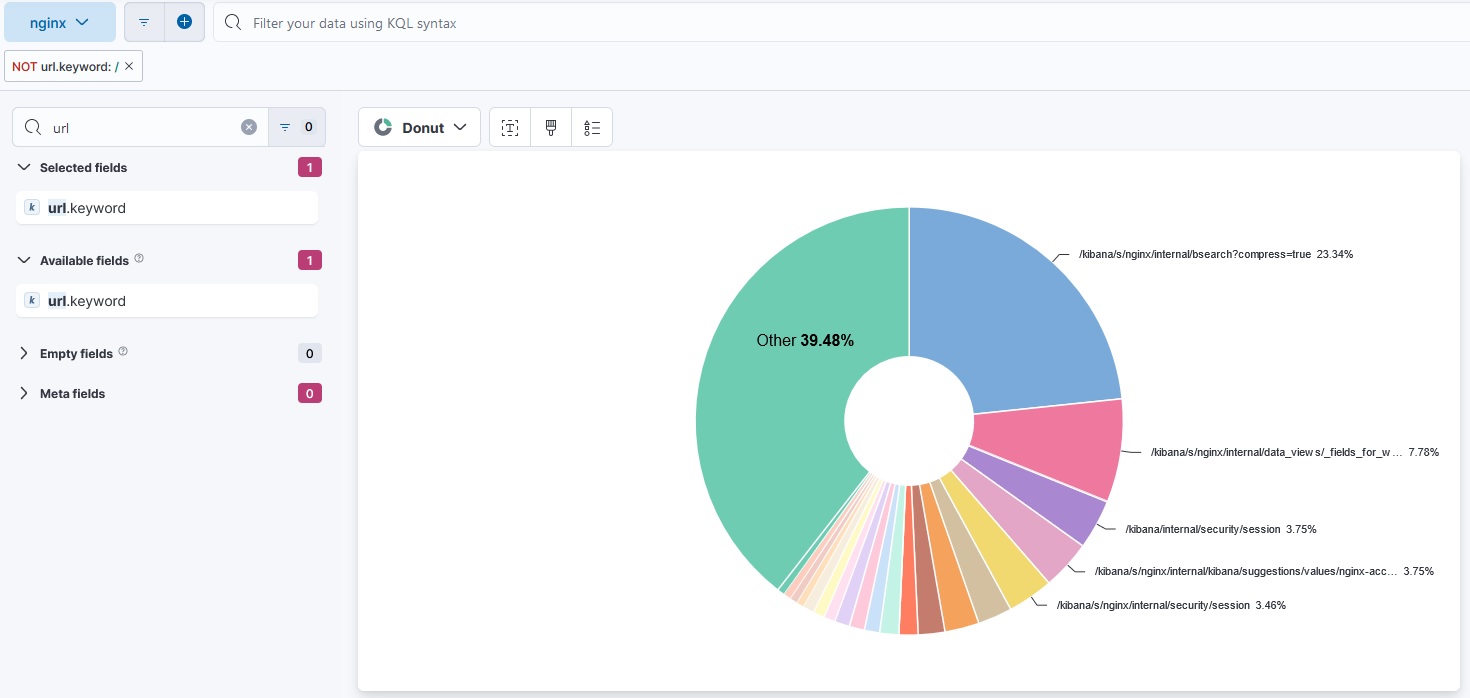 nginx
Filter your data using KQL syntax
NOT url.keyword: /
url
0
Donut
Selected fields
1
k
url.keyword
Available fields
1
k
url.keyword
Empty fields
0
Meta fields
0
/kibana/s/nginx/internal/bsearch?compress=true 23.34%
Other 39.48%
/kibana/s/nginx/internal/data_views/_fields_for_w... 7.78%
/kibana/internal/security/session 3.75%
/kibana/s/nginx/internal/kibana/suggestions/values/nginx-acc... 3.75%
/kibana/s/nginx/internal/security/session 3.46%